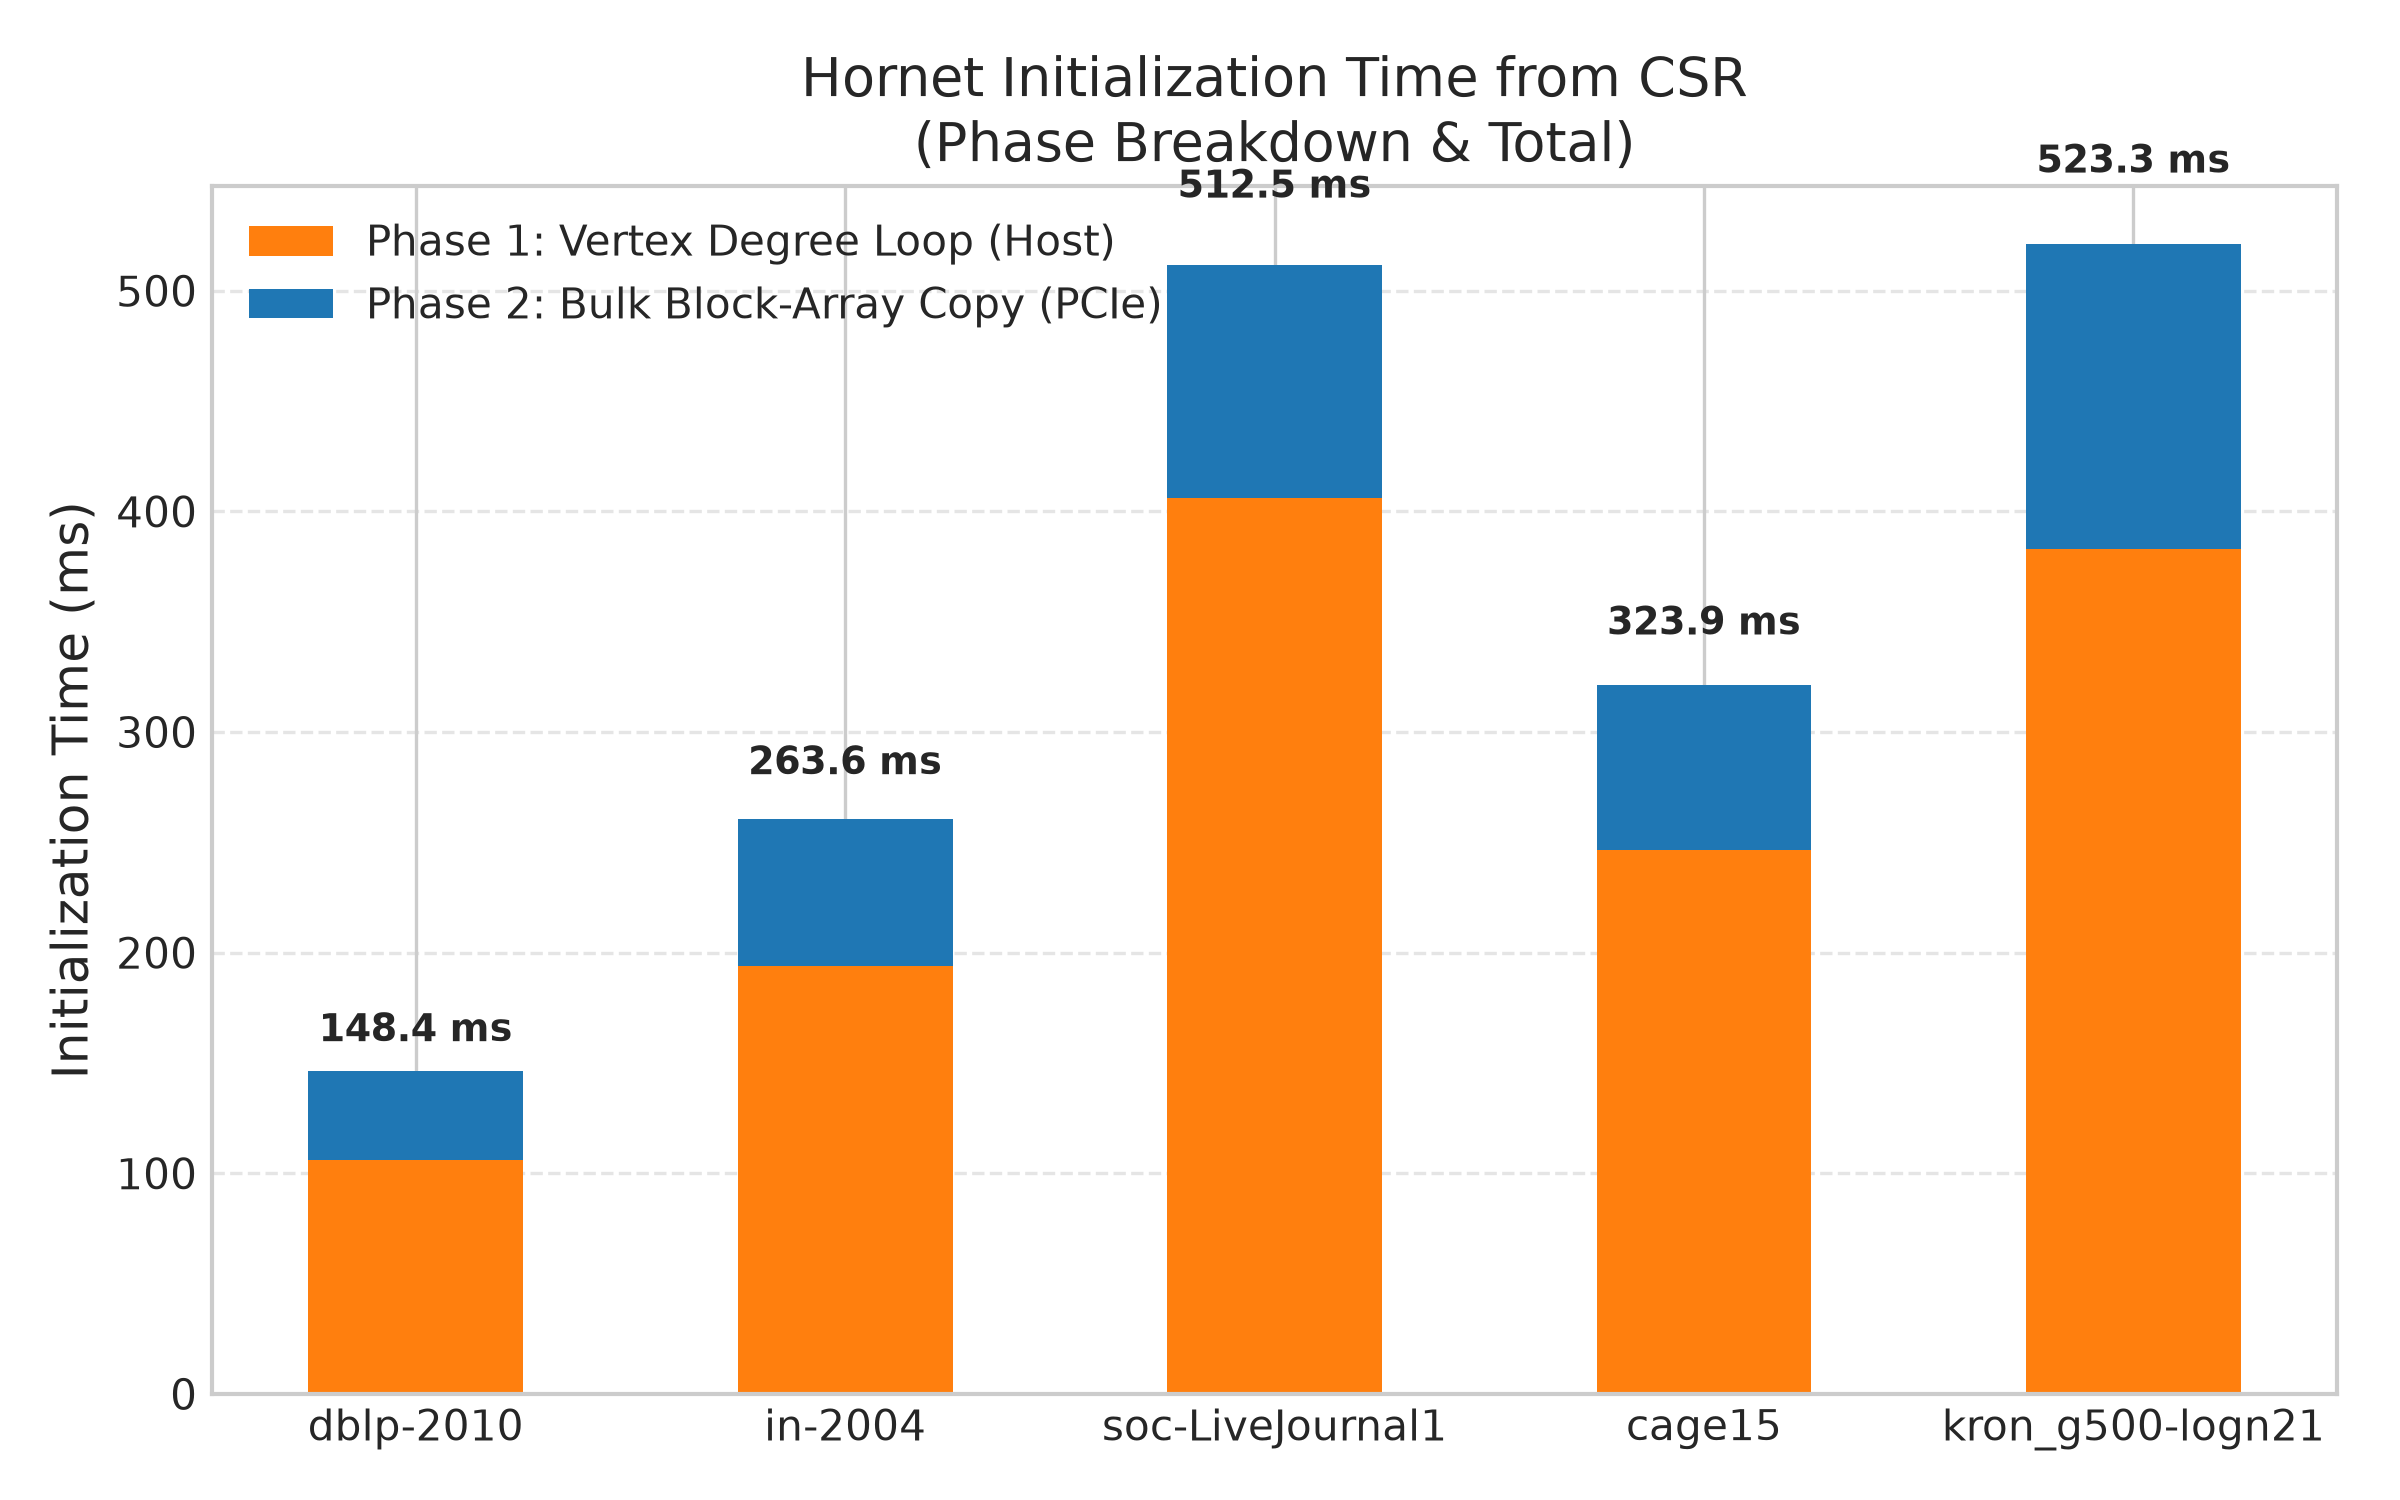 Hornet Initialization Time from CSR
(Phase Breakdown & Total)
523.3 ms
512.5 ms
Phase 1: Vertex Degree Loop (Host)
Phase 2: Bulk Block-Array Copy (PCIe)
500
400
323.9 ms
300
263.6 ms
200
148.4 ms
100
0
Initialization Time (ms)
dblp-2010
in-2004
soc-LiveJournal1
cage15
kron_g500-logn21